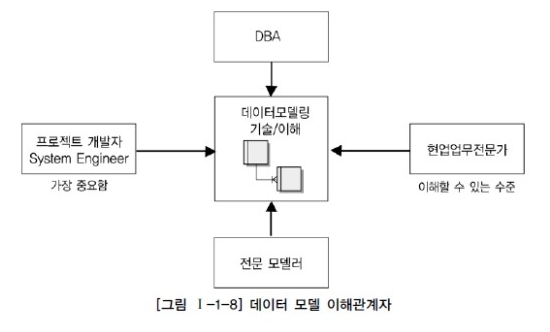 DBA
데이터모델링
기술/이해
프로젝트 개발자
System Engineer
가장 중요함
현업업무전문가
이해할 수 있는 수준
전문 모델러
[그림 Ⅰ-1-8] 데이터 모델 이해관계자